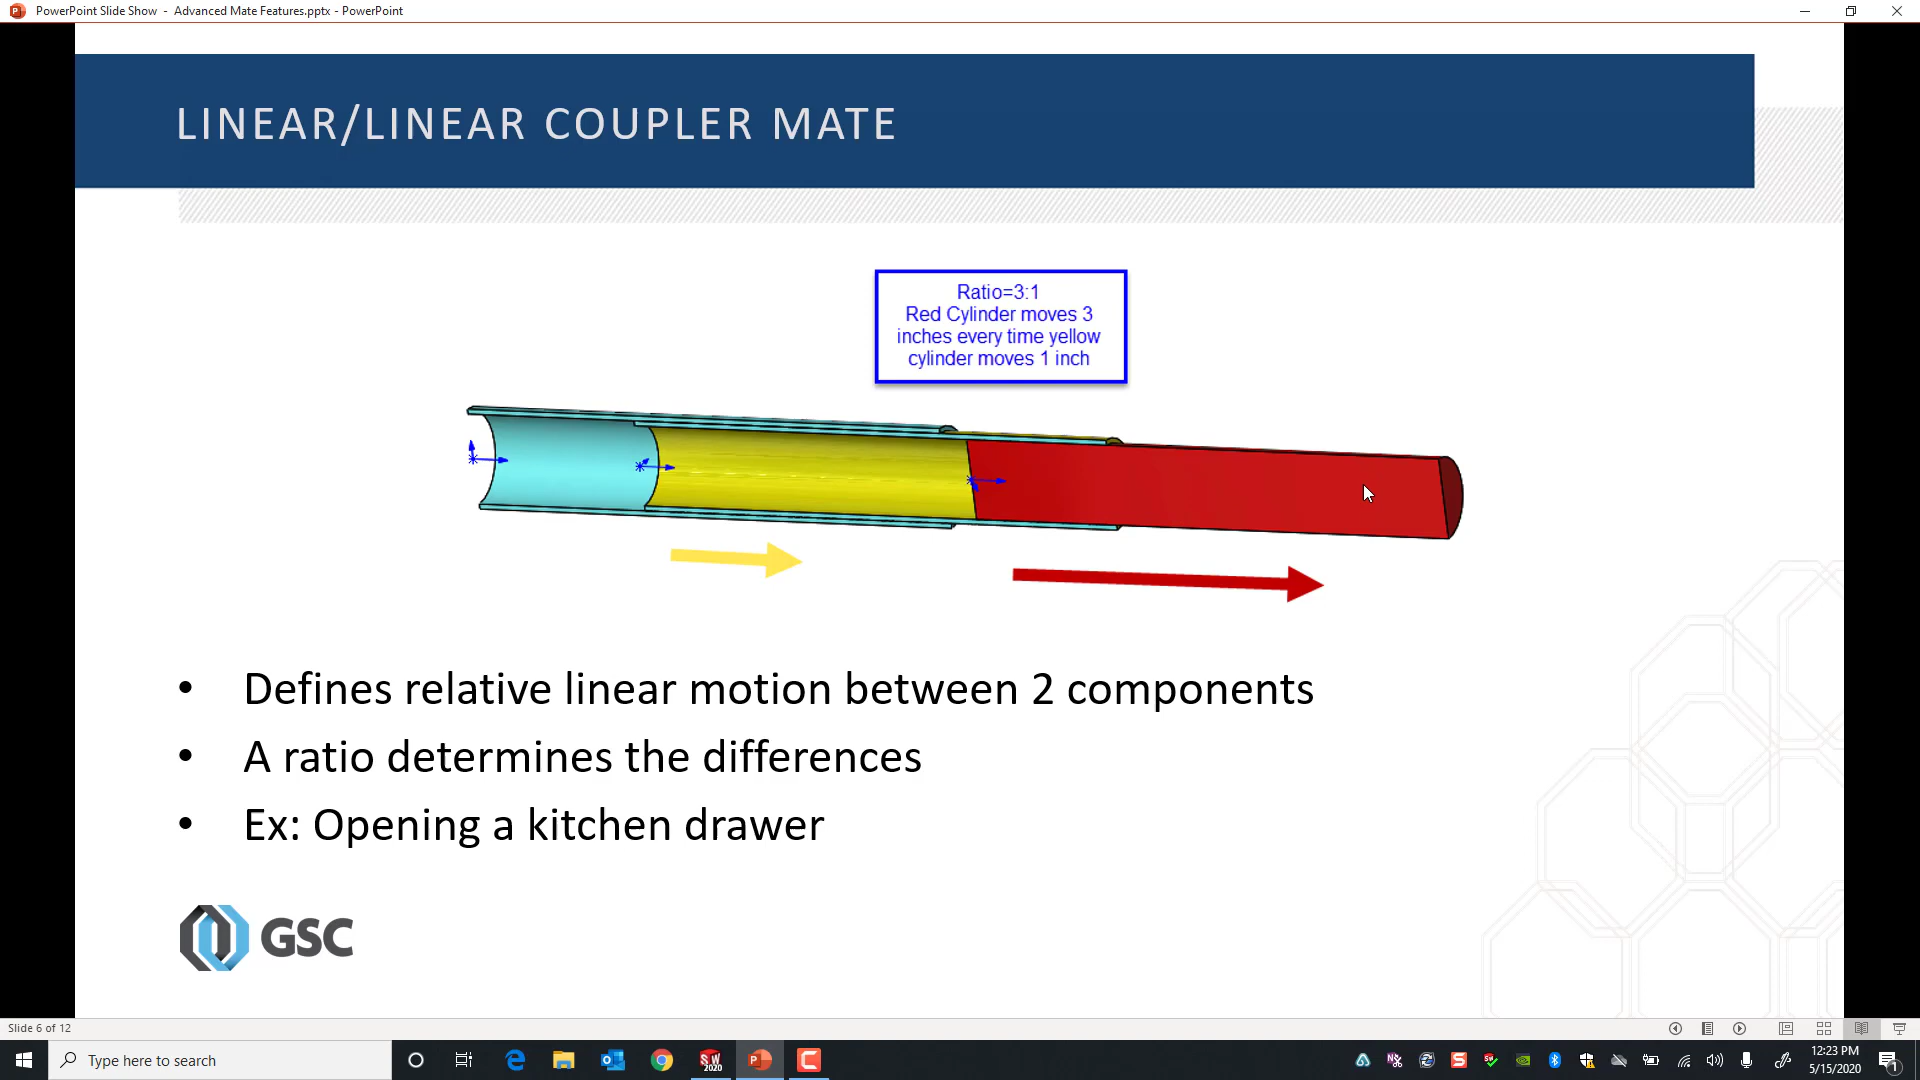 PowerPoint Slide Show - Advanced Mate Features.pptx - PowerPoint
LINEAR/LINEAR COUPLER MATE
Ratio=3:1
Red Cylinder moves 3
inches every time yellow
cylinder moves 1 inch
• Defines relative linear motion between 2 components
• A ratio determines the differences
• Ex: Opening a kitchen drawer
GSC
Slide 6 of 12
Type here to search
SW
2020
12:23 PM
5/15/2020
1